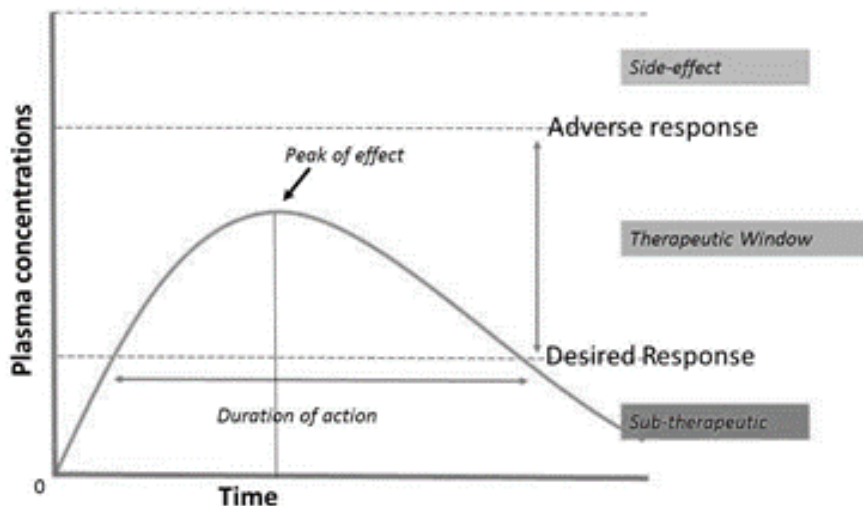 Side-effect
Adverse response
Peak of effect
Plasma concentrations
Therapeutic Window
Desired Response
Duration of action
Sub-therapeutic
0
Time